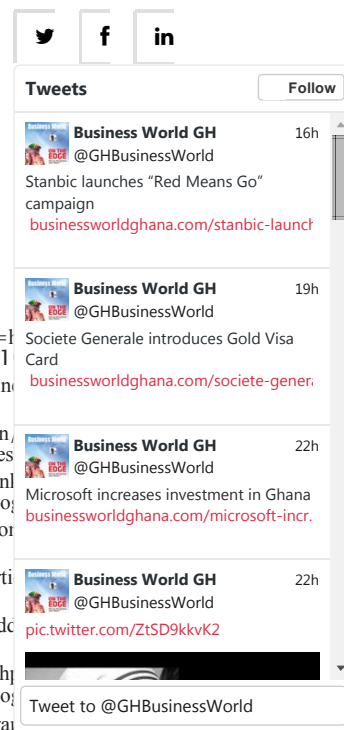 Tweets
Follow
Business World GH 16h
@GHBusinessWorld
Stanbic launches “Red Means Go”
campaign
businessworldghana.com/stanbic-launch
Business World GH 19h
@GHBusinessWorld
Societe Generale introduces Gold Visa
Card
businessworldghana.com/societe-genera
Business World GH 22h
@GHBusinessWorld
Microsoft increases investment in Ghana
businessworldghana.com/microsoft-incr.
Business World GH 22h
@GHBusinessWorld
pic.twitter.com/ZtSD9kkvK2
Tweet to @GHBusinessWorld